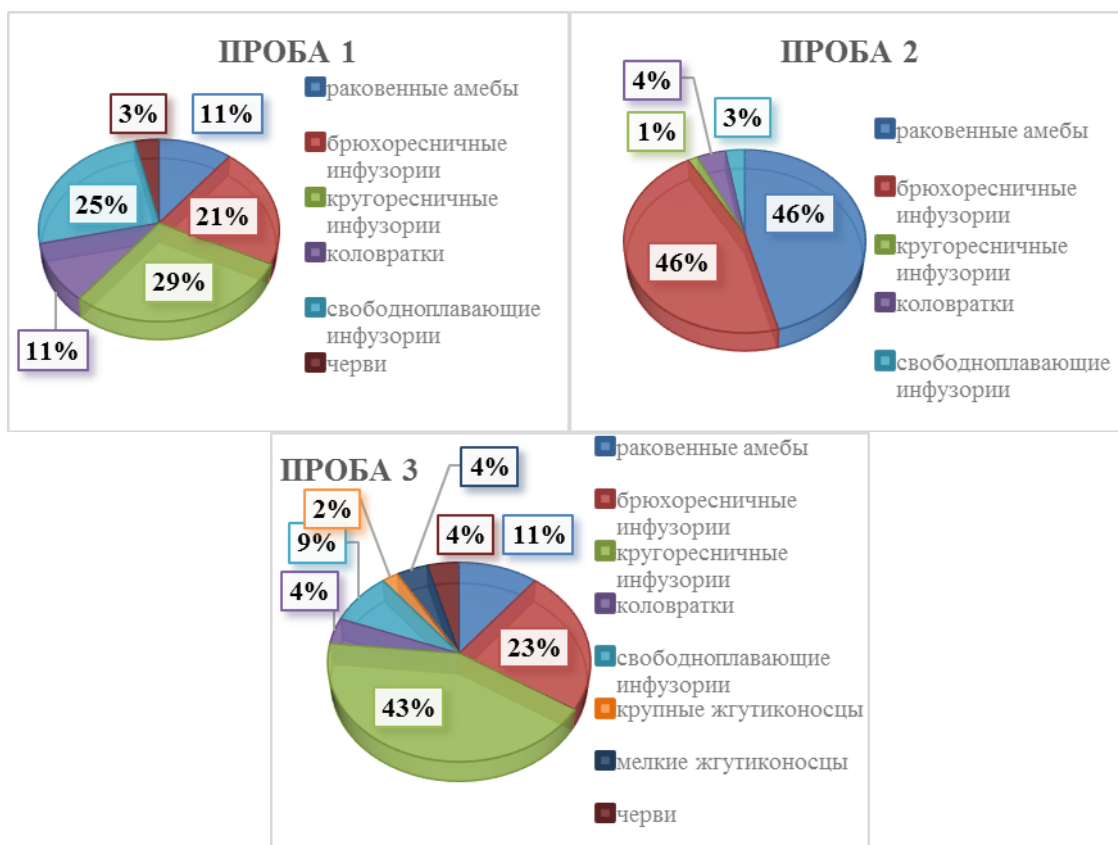 ПРОБА 1
3%
11%
25%
21%
29%
11%
раковенные амебы
брюхоресничные
инфузории
кругоресничные
инфузории
коловратки
свободноплавающие
инфузории
черви
ПРОБА 2
4%
3%
1%
46%
46%
раковенные амебы
брюхоресничные
инфузории
кругоресничные
инфузории
коловратки
свободноплавающие
инфузории
ПРОБА 3
4%
2%
4%
11%
9%
4%
23%
43%
раковенные амебы
брюхоресничные
инфузории
кругоресничные
инфузории
коловратки
свободноплавающие
инфузории
крупные жгутиконосцы
мелкие жгутиконосцы
черви